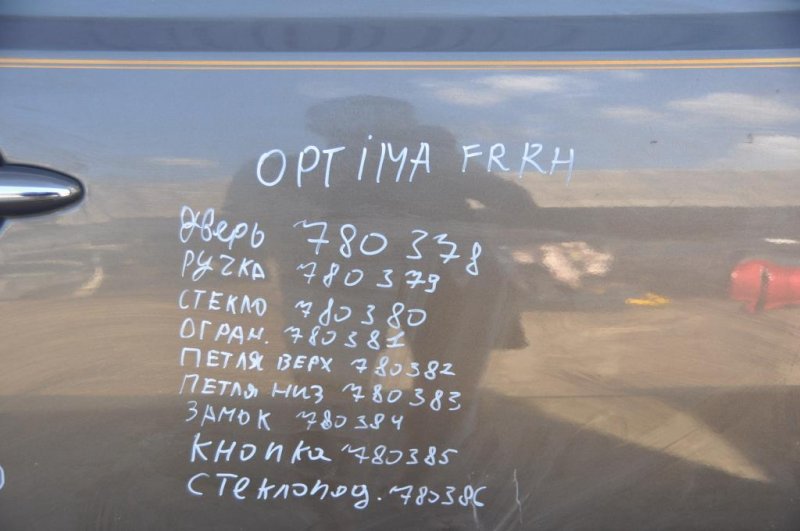 OPTIMA FRRH
Дверь 780378
РУЧКА 780379
СТЕКЛО 780380
ОГРАН. 780381
ПЕТЛЯ ВЕРХ 780382
ПЕТЛЯ НИЗ 780383
ЗАМОК 780384
КНОПКА 780385
СТЕКЛОПОД. 780386